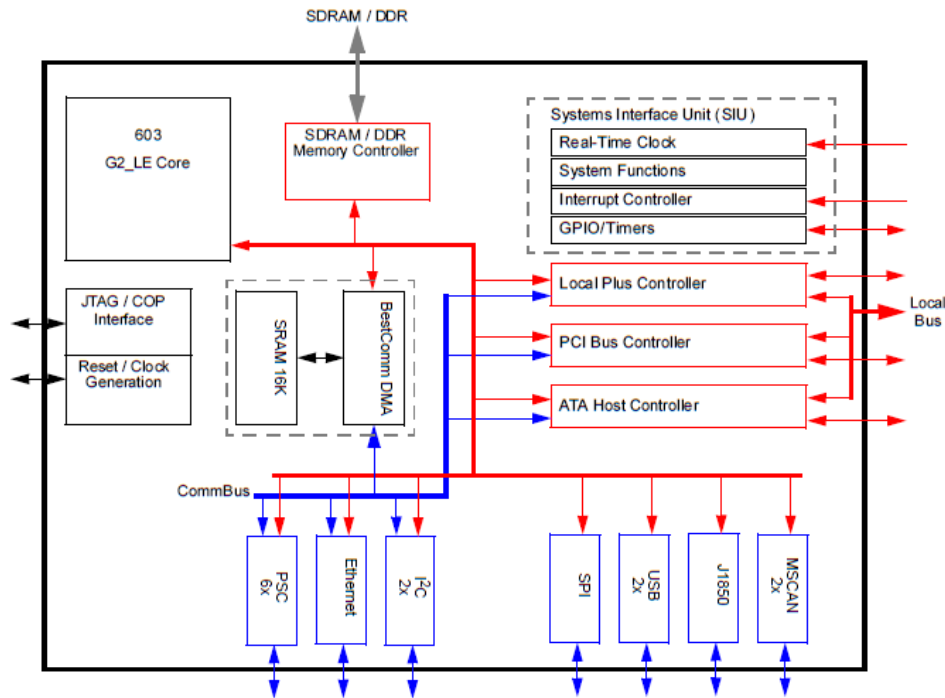 SDRAM / DDR
603
G2_LE Core
SDRAM / DDR
Memory Controller
Systems Interface Unit (SIU)
Real-Time Clock
System Functions
Interrupt Controller
GPIO/Timers
JTAG / COP
Interface
Reset / Clock
Generation
SRAM 16K
BestComm DMA
Local Plus Controller
PCI Bus Controller
ATA Host Controller
Local
Bus
CommBus
PSC
6x
Ethernet
I²C
2x
SPI
USB
2x
J1850
MSCAN
2x